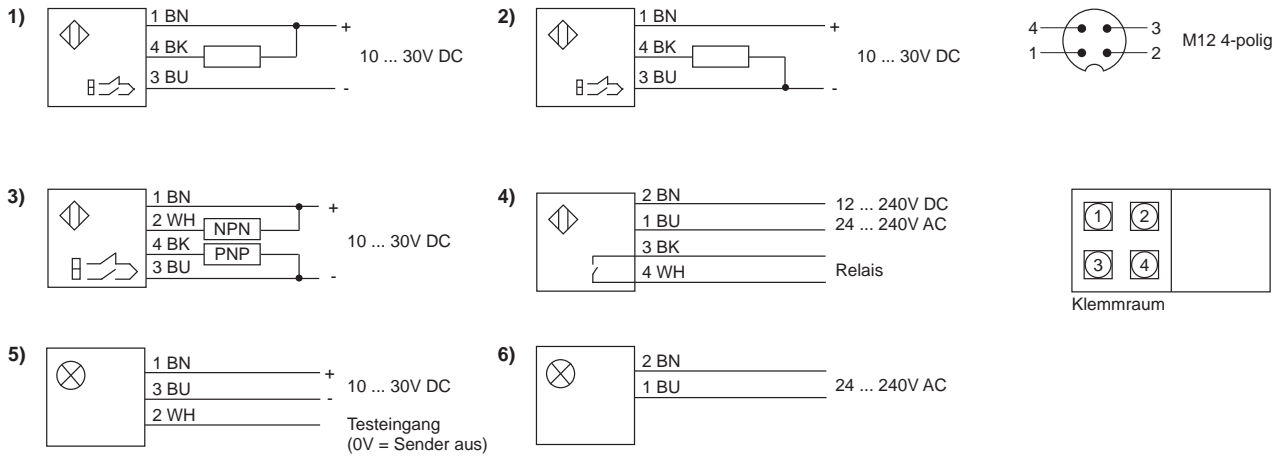 1)
1 BN
4 BK
3 BU
+
-
10 ... 30V DC
2)
1 BN
4 BK
3 BU
+
-
10 ... 30V DC
4
3
1
2
M12 4-polig
3)
1 BN
2 WH
NPN
4 BK
PNP
3 BU
+
-
10 ... 30V DC
4)
2 BN
1 BU
3 BK
4 WH
12 ... 240V DC
24 ... 240V AC
Relais
1
2
3
4
Klemmraum
5)
1 BN
3 BU
2 WH
+
-
10 ... 30V DC
Testeingang
(0V = Sender aus)
6)
2 BN
1 BU
24 ... 240V AC